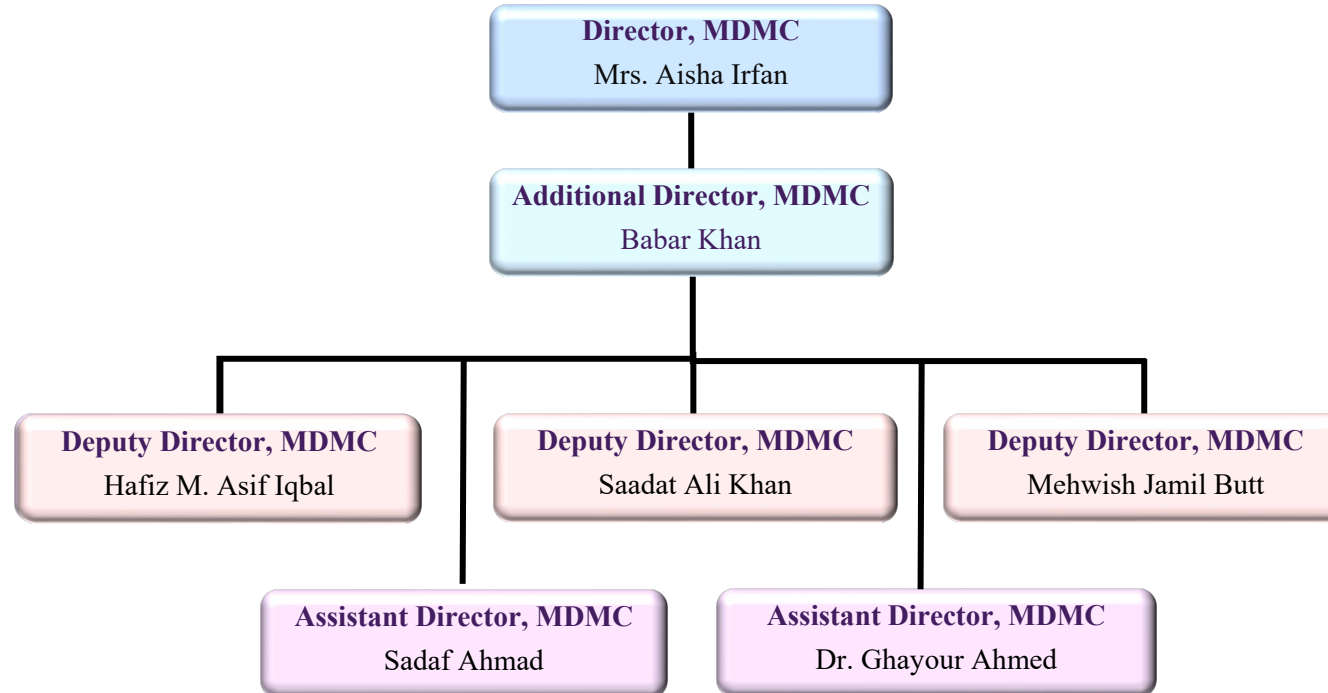 Director, MDMC
Mrs. Aisha Irfan
Additional Director, MDMC
Babar Khan
Deputy Director, MDMC
Hafiz M. Asif Iqbal
Deputy Director, MDMC
Saadat Ali Khan
Deputy Director, MDMC
Mehwish Jamil Butt
Assistant Director, MDMC
Sadaf Ahmad
Assistant Director, MDMC
Dr. Ghayour Ahmed